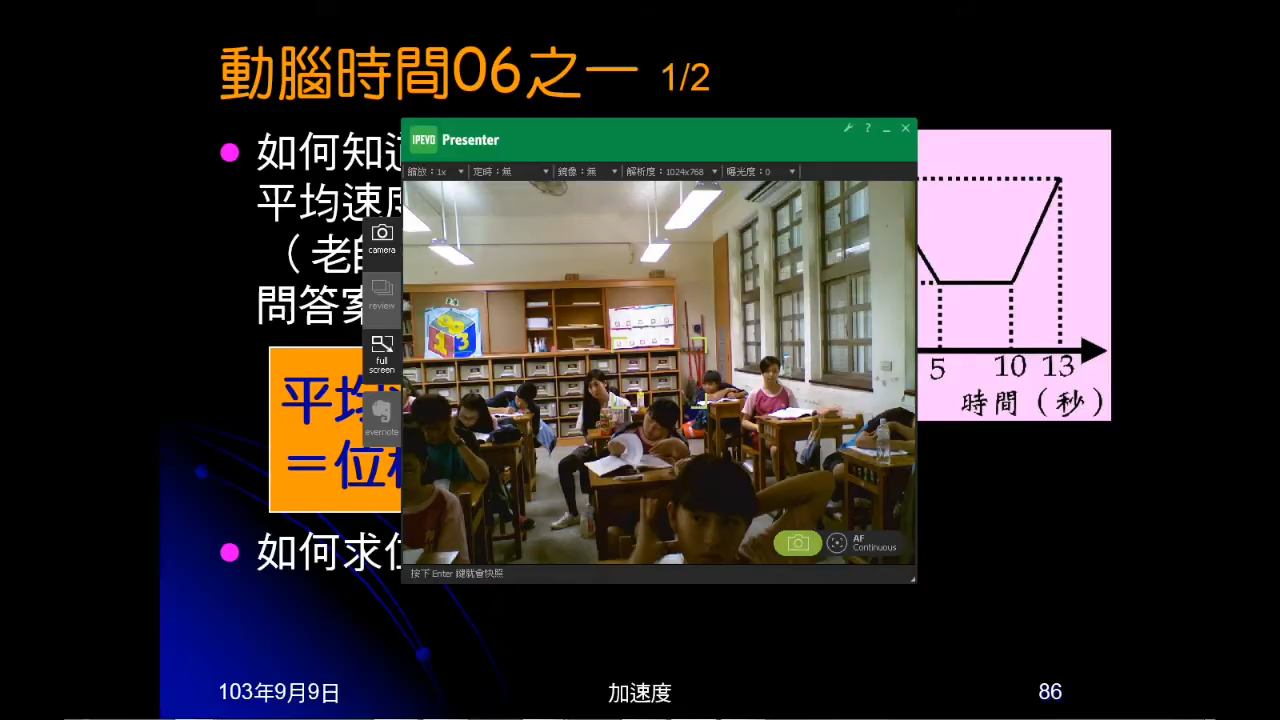 動腦時間06之一 1/2
如何知
平均速度
（老
問答案
平均
＝位
如何求
IPEVO Presenter
縮放：1x 定時：無 鏡像：無 解析度：1024x768 曝光度：0
camera
review
full
screen
evernote
AF
Continuous
按下 Enter 鍵就會快照
5 10 13
時間（秒）
103年9月9日 加速度 86